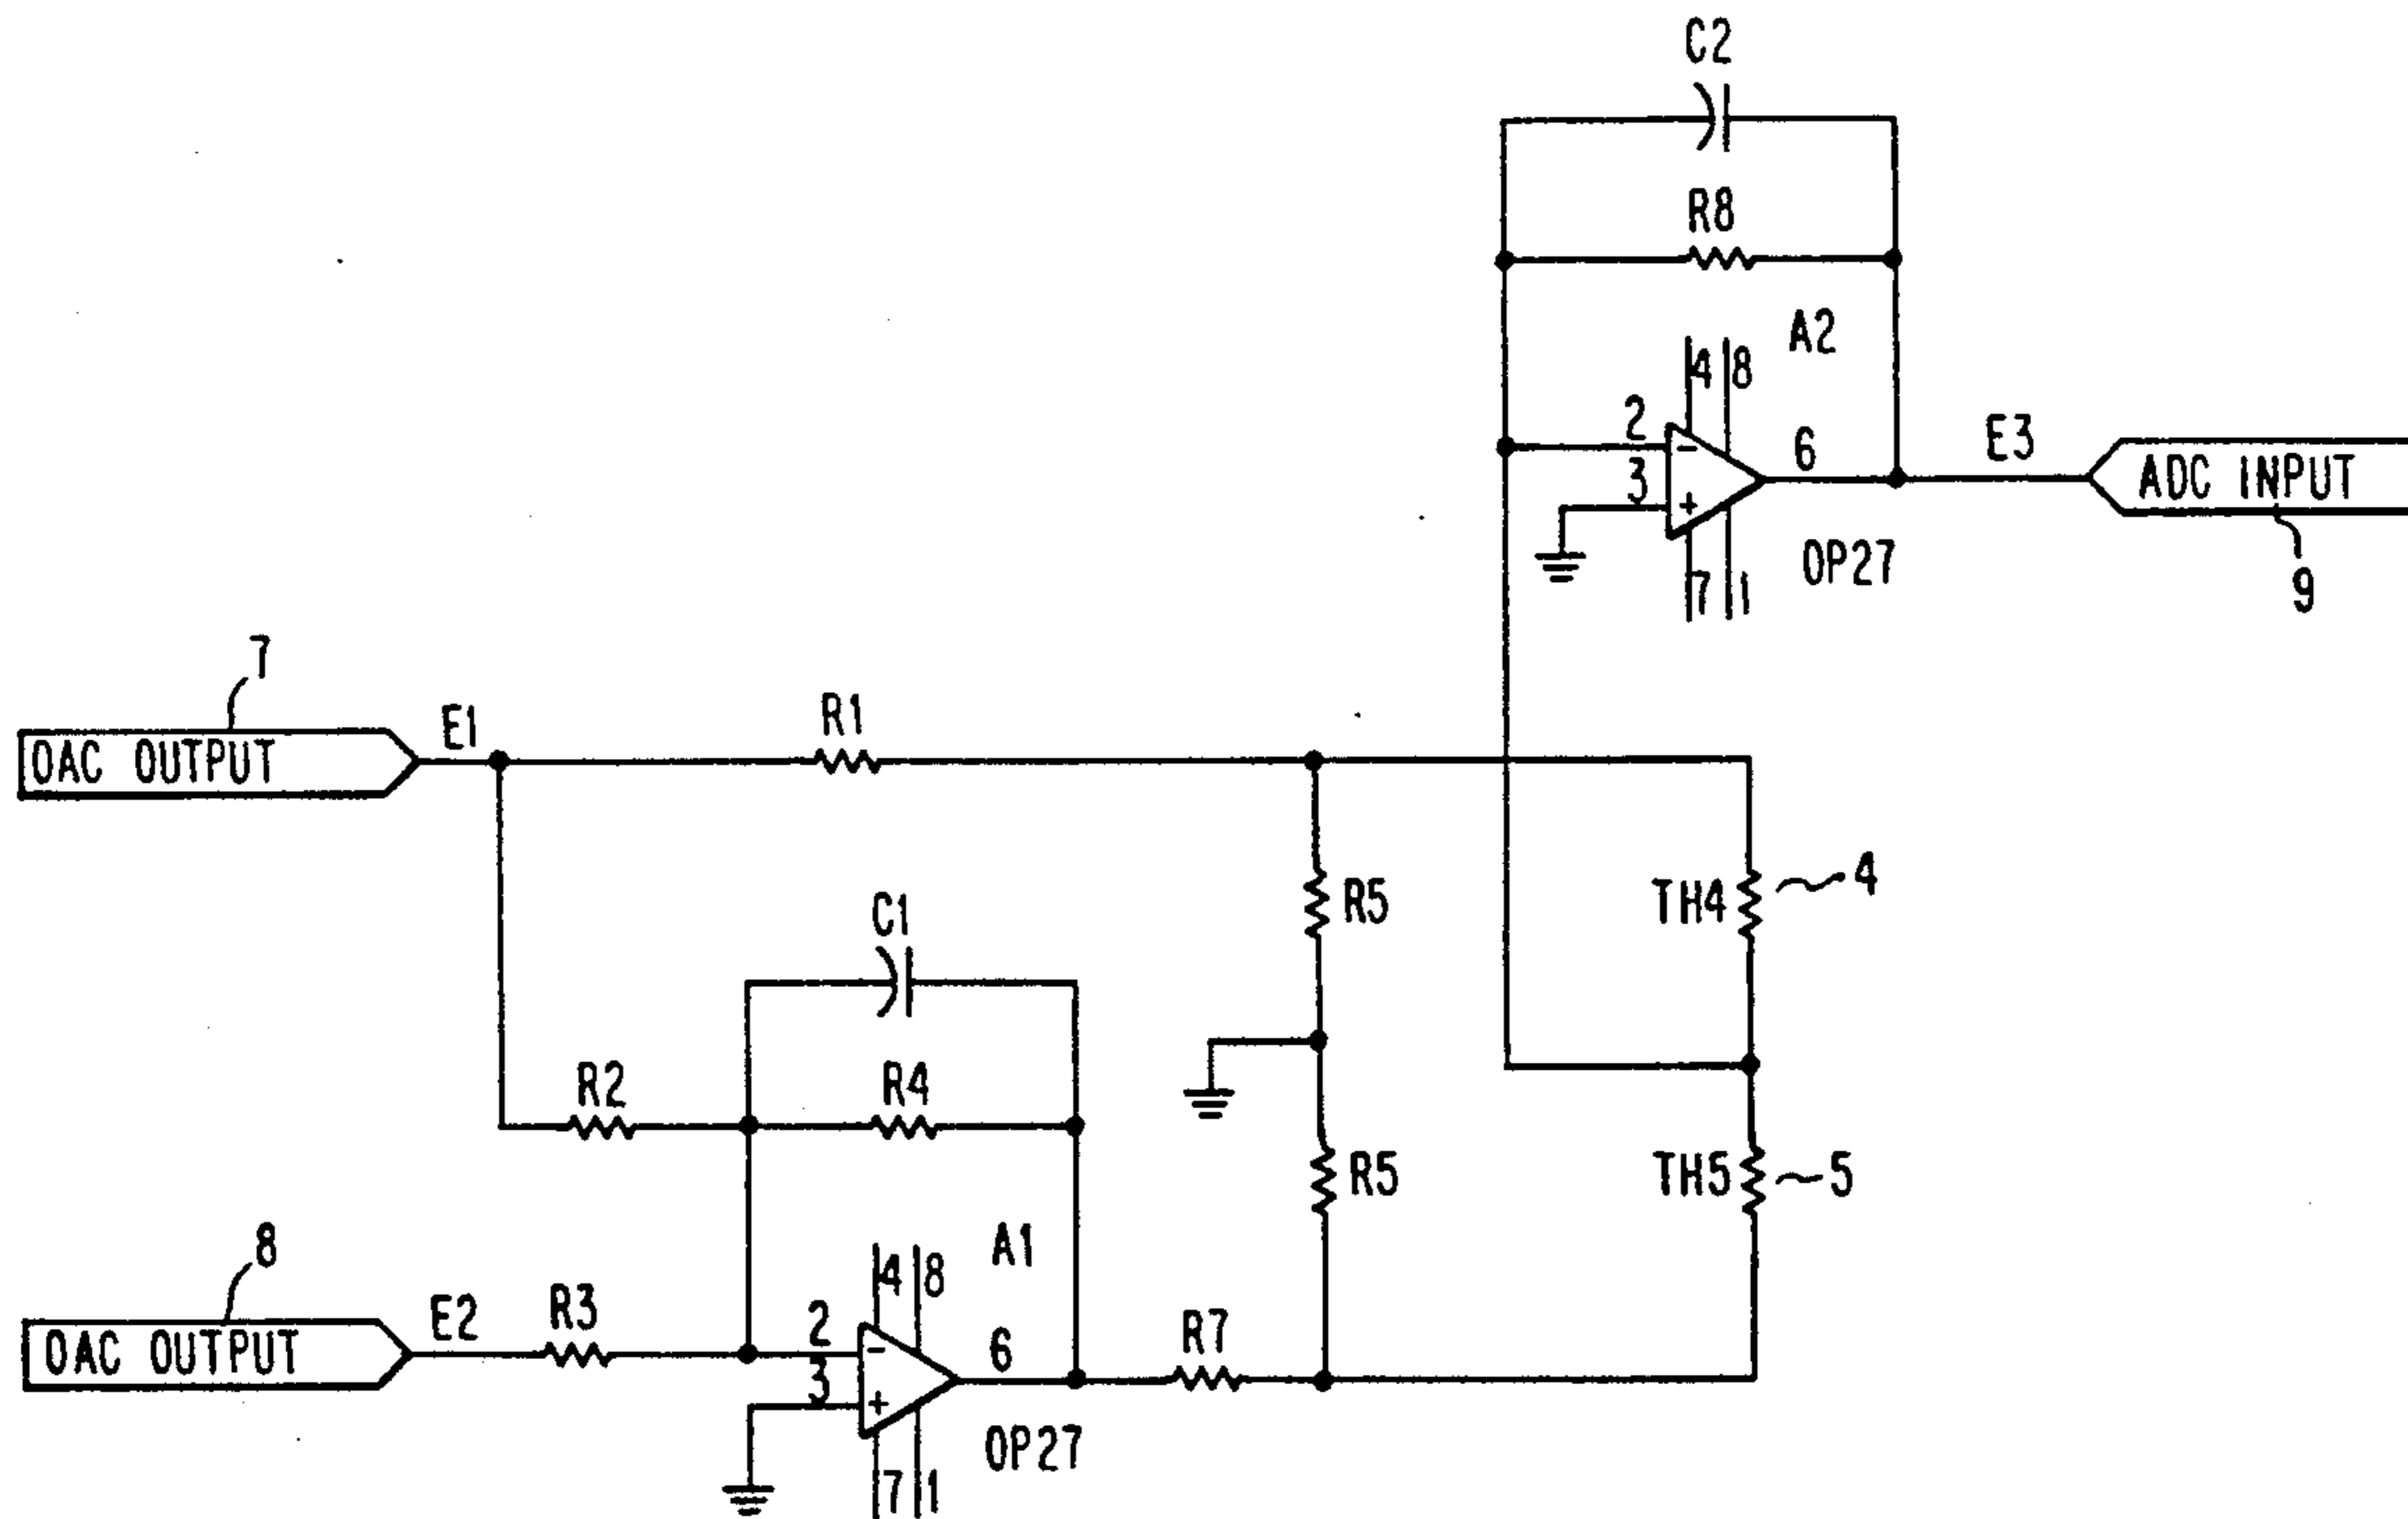 C2
R8
A2
4 8
2
-
3
+
6
E3
ADC INPUT
7 1
OP27
9
7
E1
R1
OAC OUTPUT
C1
R5
TH4
4
R2
R4
R5
TH5
5
8
A1
4 8
E2
R3
2
-
3
+
6
R7
OAC OUTPUT
OP27
7 1